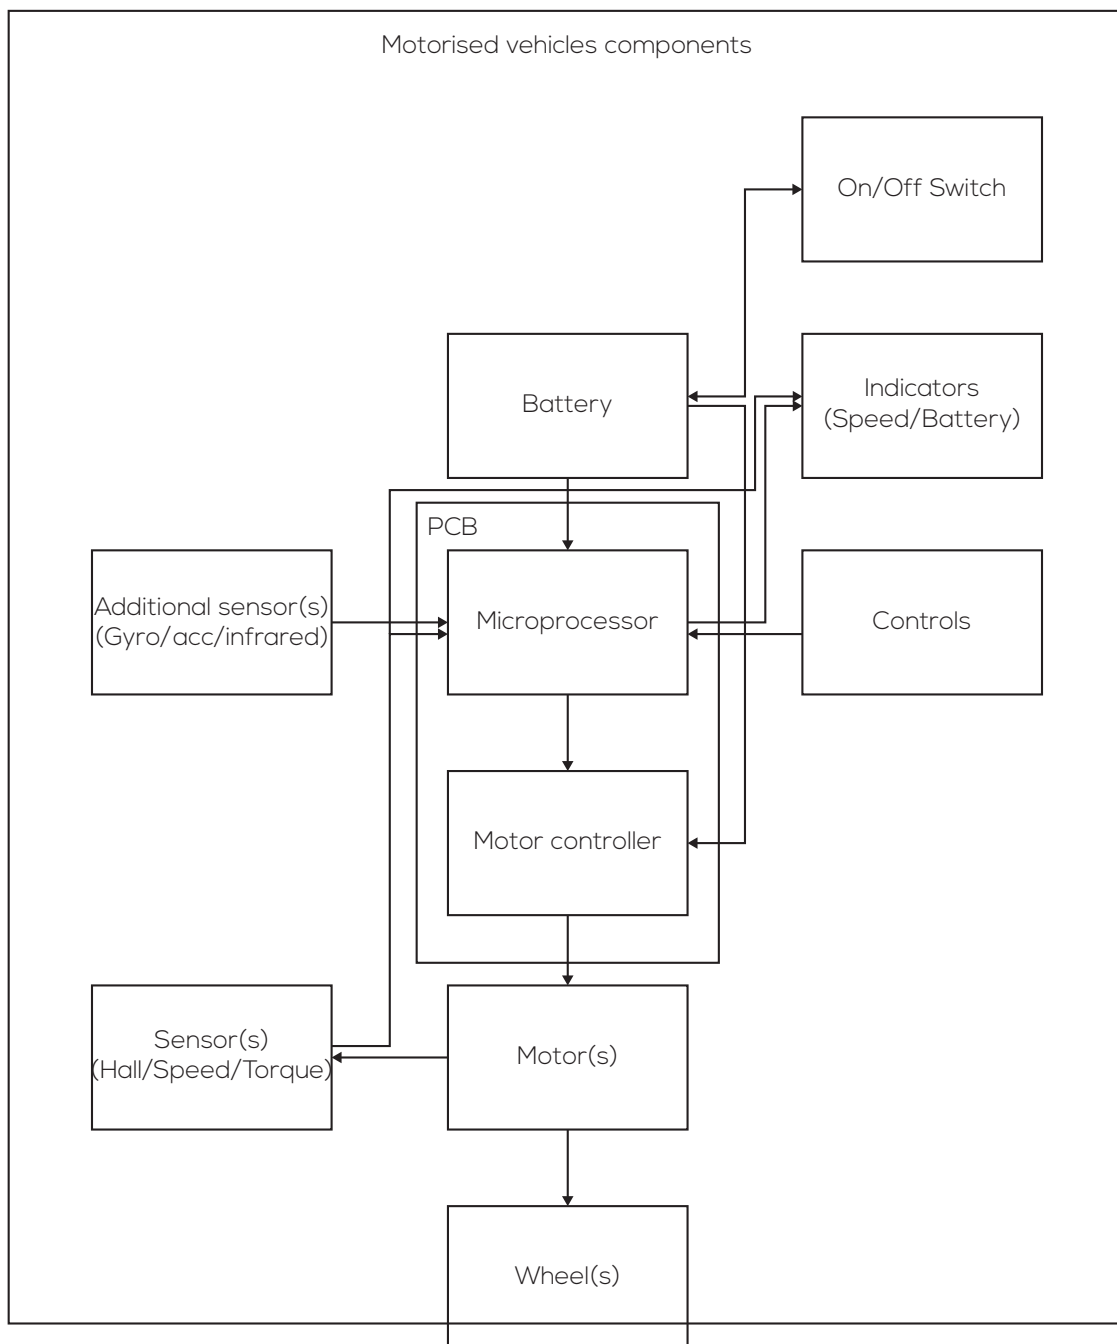 Motorised vehicles components
On/Off Switch
Battery
Indicators
(Speed/Battery)
PCB
Additional sensor(s)
(Gyro/acc/infrared)
Microprocessor
Controls
Motor controller
Sensor(s)
(Hall/Speed/Torque)
Motor(s)
Wheel(s)